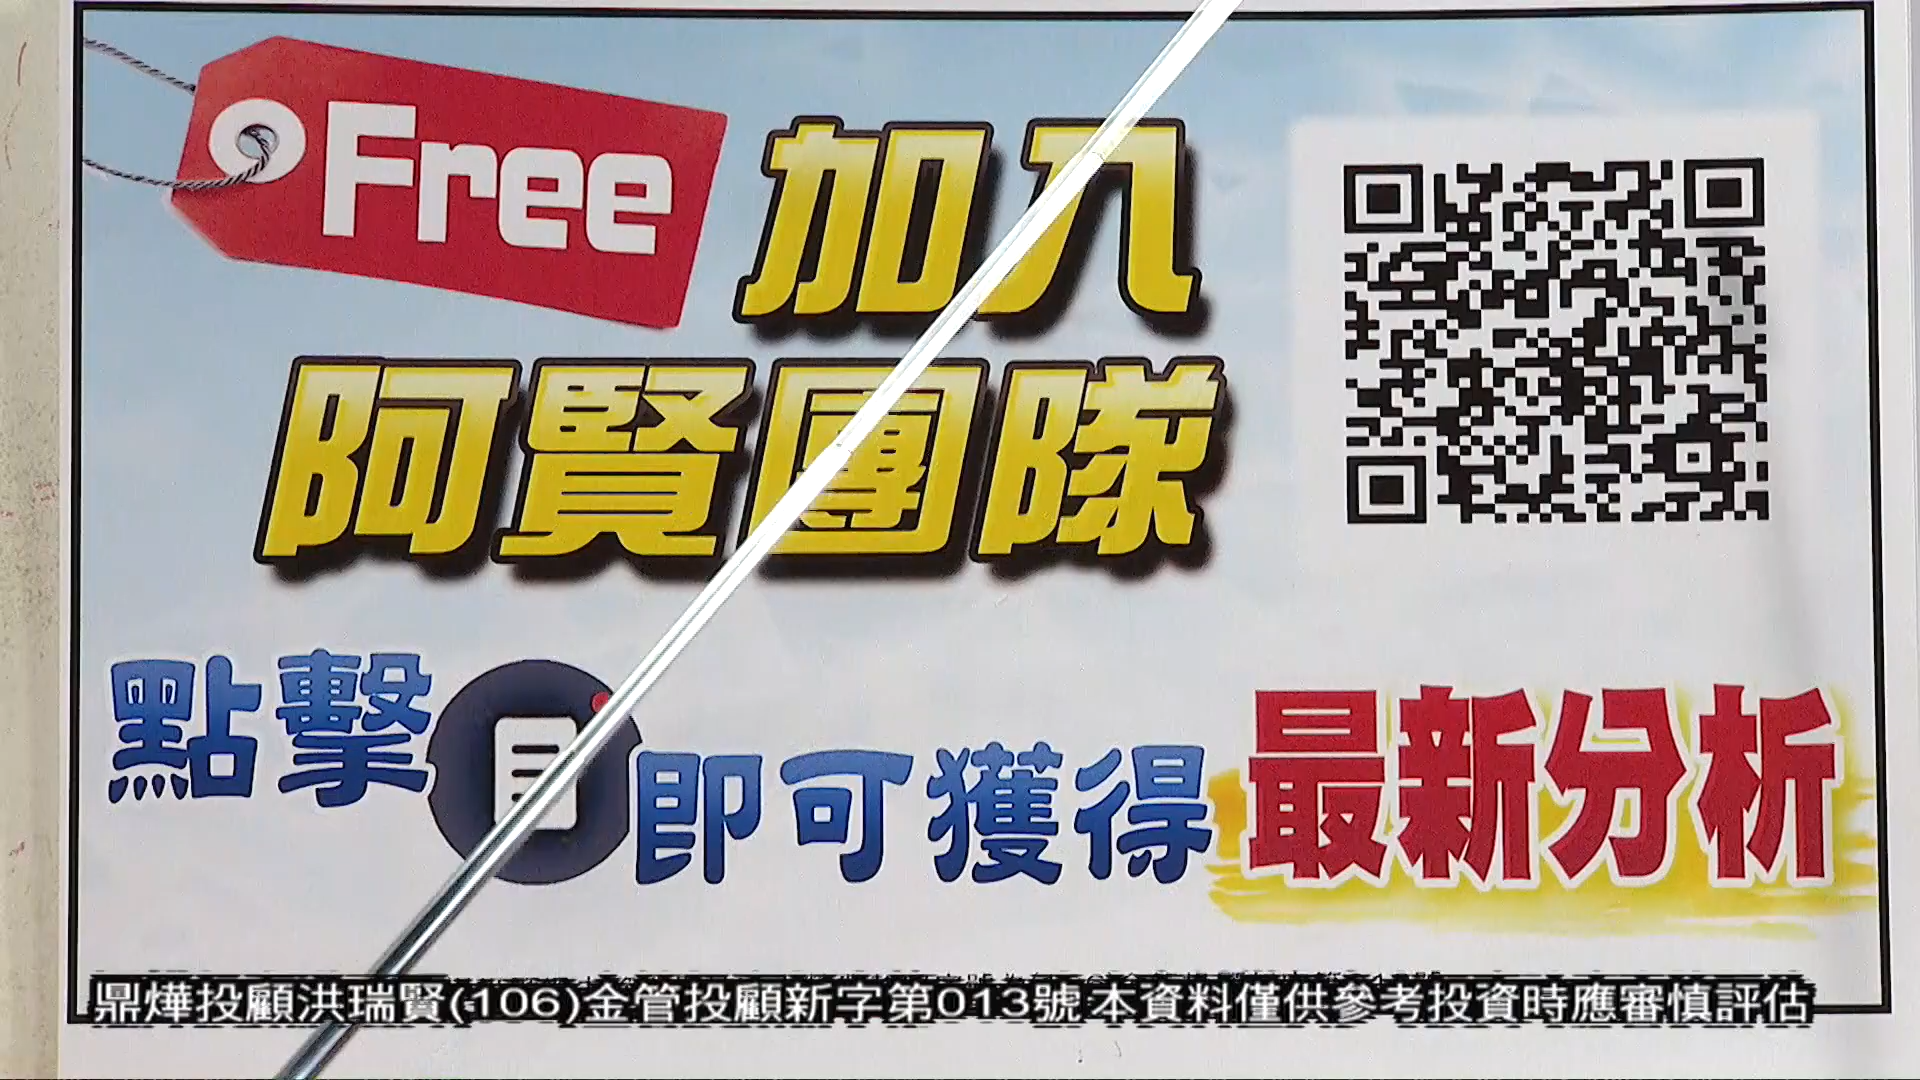 Free 加入
阿賢團隊
點擊 即可獲得 最新分析
鼎燁投顧洪瑞賢(106)金管投顧新字第013號本資料僅供參考投資時應審慎評估